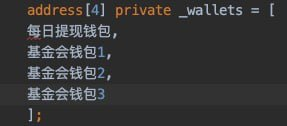 address[4] private _wallets = [
每日提现钱包,
基金会钱包1,
基金会钱包2,
基金会钱包3
];